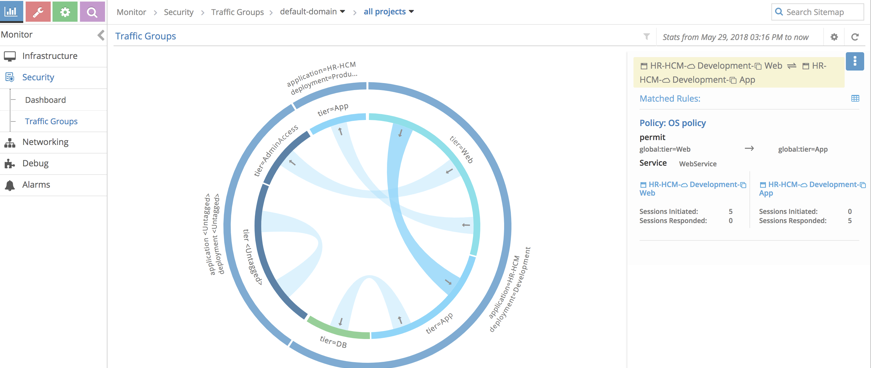 Monitor > Security > Traffic Groups > default-domain > all projects
Search Sitemap
Monitor
Infrastructure
Security
Dashboard
Traffic Groups
Networking
Debug
Alarms
Traffic Groups
Stats from May 29, 2018 03:16 PM to now
application=HR-HCM
deployment=Produ...
tier=App
tier=Web
tier=AdminAccess
application <Untagged>
deployment <Untagged>
tier <Untagged>
tier=DB
tier=App
application=HR-HCM
deployment=Development
HR-HCM- Development- Web ⇌ HR-
HCM- Development- App
Matched Rules:
Policy: OS policy
permit
global:tier=Web → global:tier=App
Service WebService
HR-HCM- Development-
Web
Sessions Initiated: 5
Sessions Responded: 0
HR-HCM- Development-
App
Sessions Initiated: 0
Sessions Responded: 5